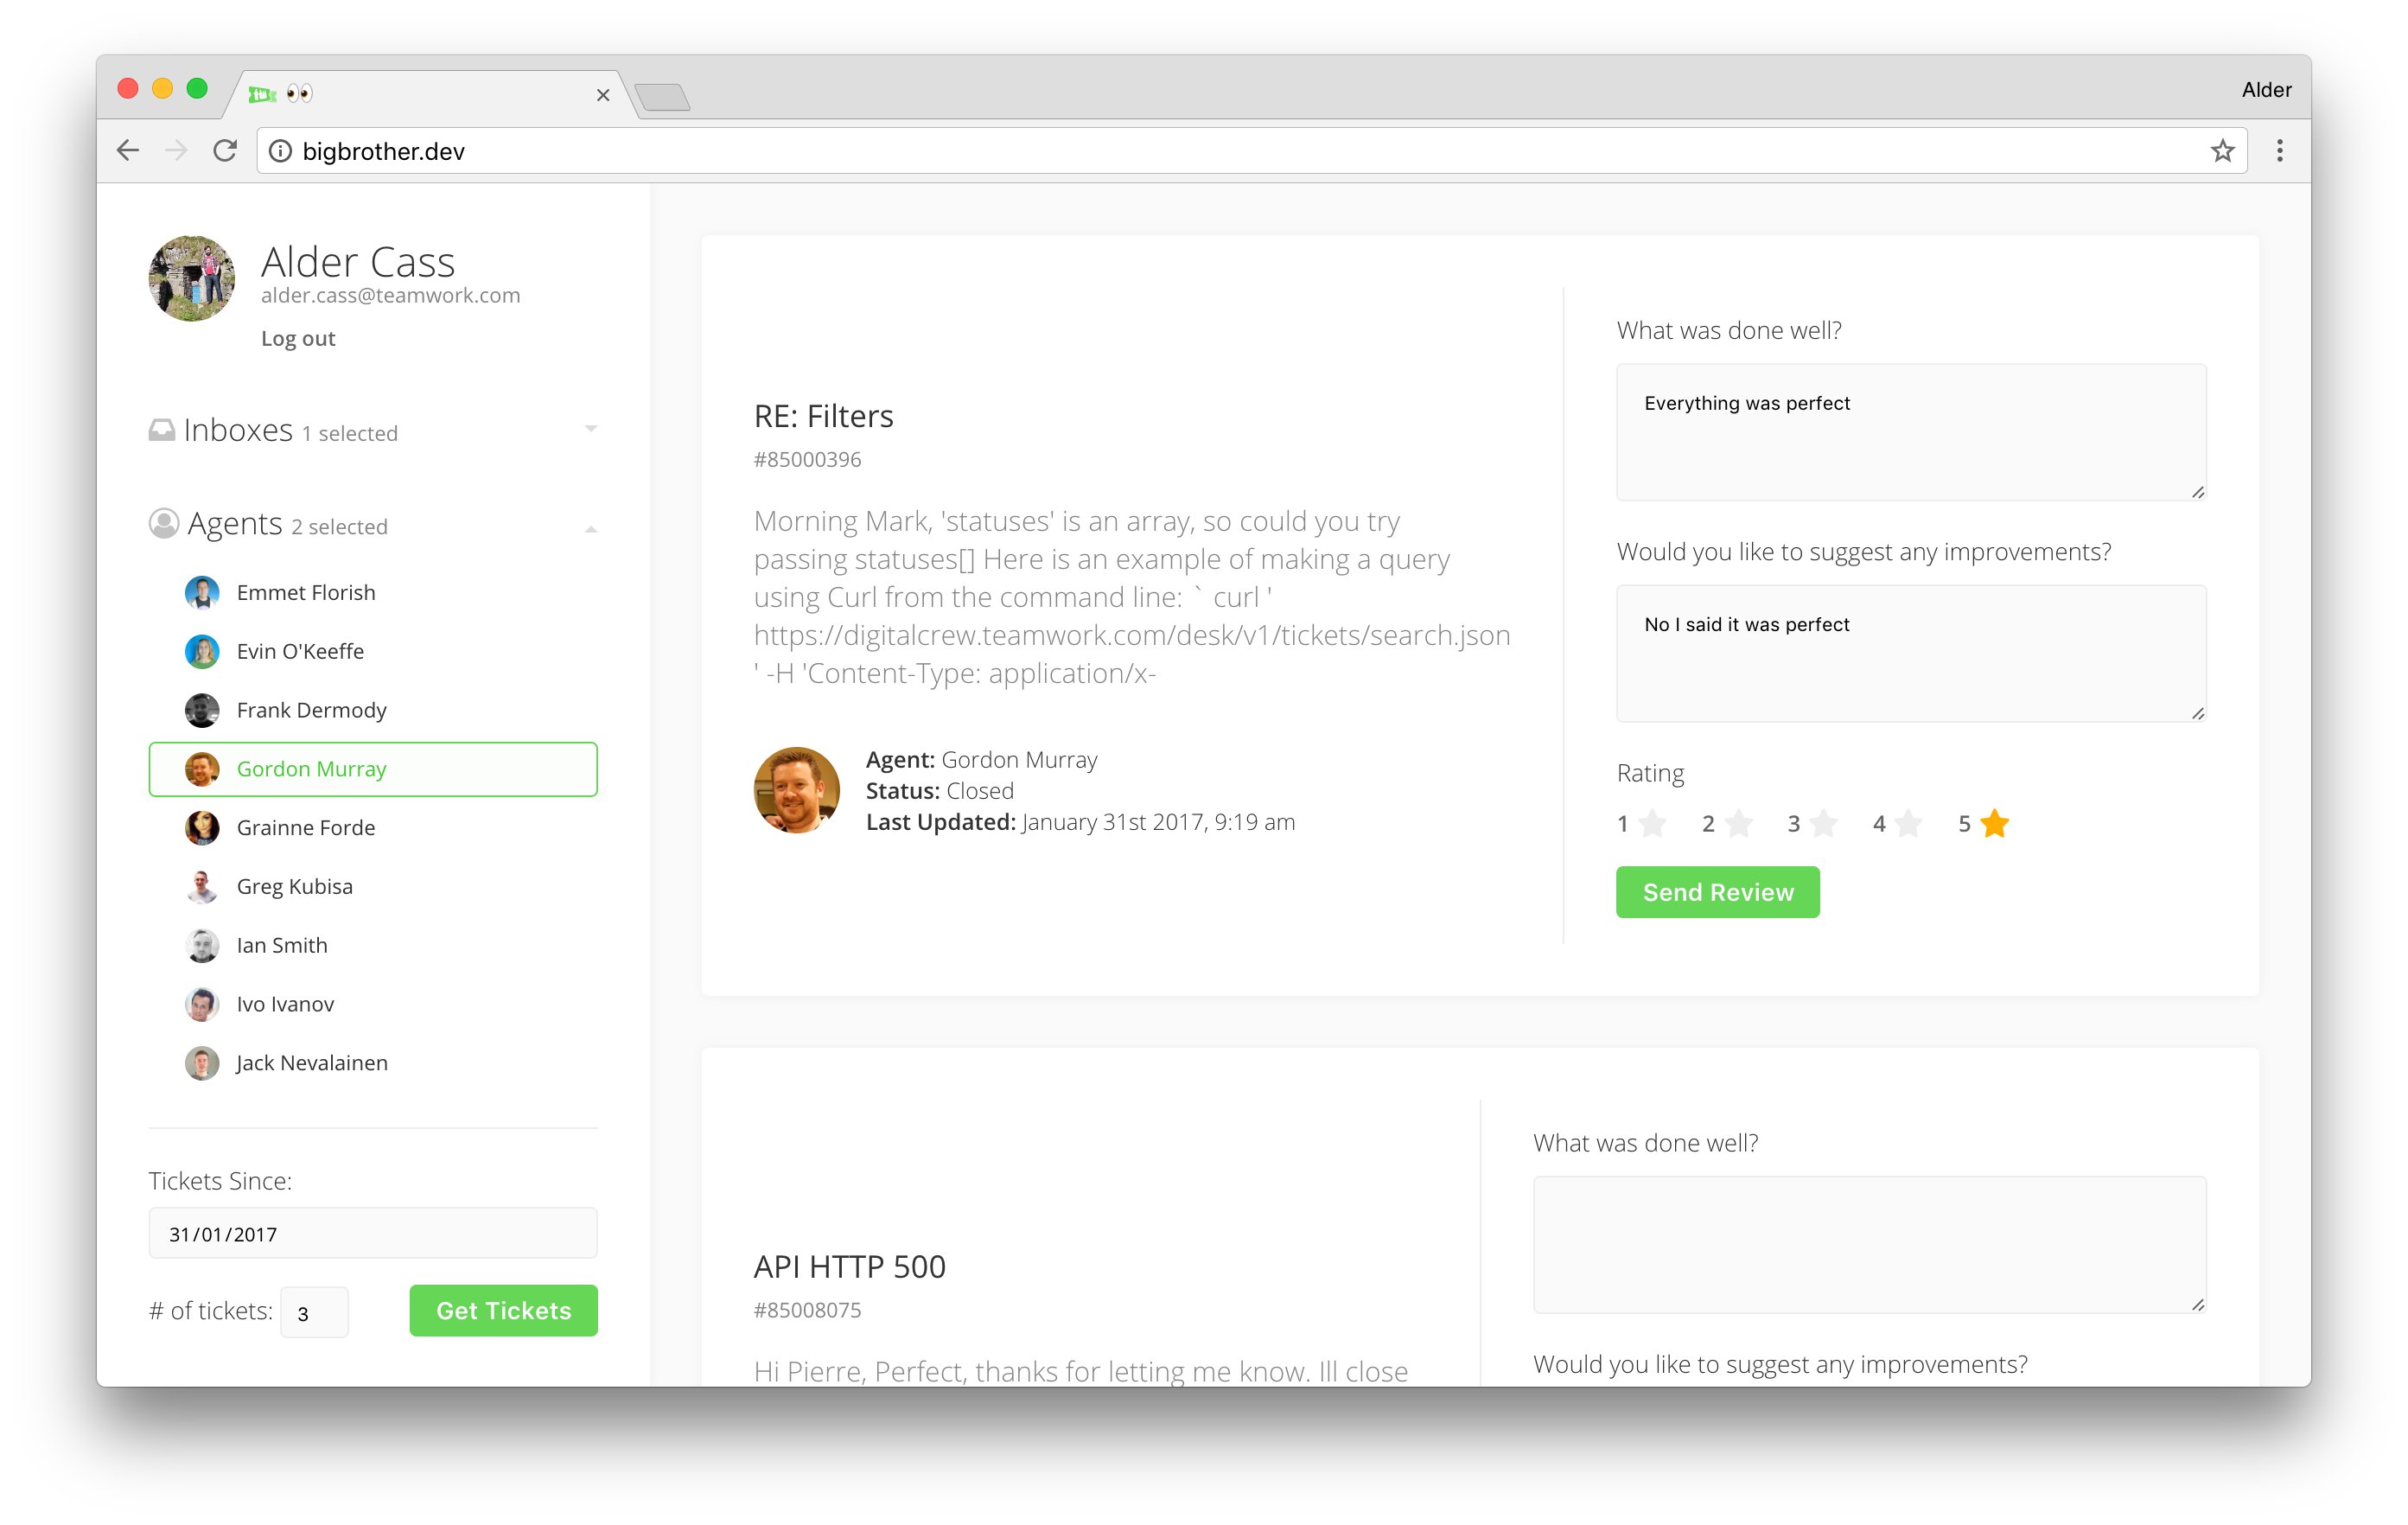 Alder
bigbrother.dev
Alder Cass
alder.cass@teamwork.com
Log out
Inboxes 1 selected
Agents 2 selected
Emmet Florish
Evin O'Keeffe
Frank Dermody
Gordon Murray
Grainne Forde
Greg Kubisa
Ian Smith
Ivo Ivanov
Jack Nevalainen
Tickets Since:
31/01/2017
# of tickets: 3
Get Tickets
RE: Filters
#85000396
Morning Mark, 'statuses' is an array, so could you try
passing statuses[] Here is an example of making a query
using Curl from the command line: ` curl '
https://digitalcrew.teamwork.com/desk/v1/tickets/search.json
' -H 'Content-Type: application/x-
Agent: Gordon Murray
Status: Closed
Last Updated: January 31st 2017, 9:19 am
What was done well?
Everything was perfect
Would you like to suggest any improvements?
No I said it was perfect
Rating
1 2 3 4 5
Send Review
API HTTP 500
#85008075
Hi Pierre, Perfect, thanks for letting me know. Ill close
What was done well?
Would you like to suggest any improvements?